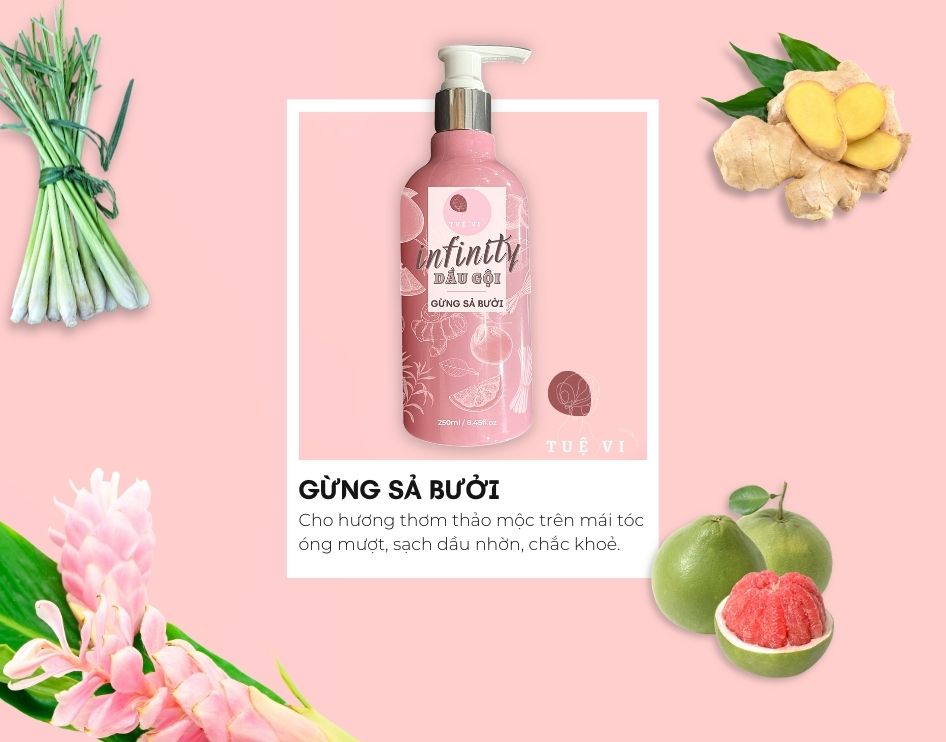 TUỆ VI
infinity
DẦU GỘI
GỪNG SẢ BƯỞI
250ml / 8.45fl.oz
TUỆ VI
GỪNG SẢ BƯỞI
Cho hương thơm thảo mộc trên mái tóc
óng mượt, sạch dầu nhờn, chắc khoẻ.